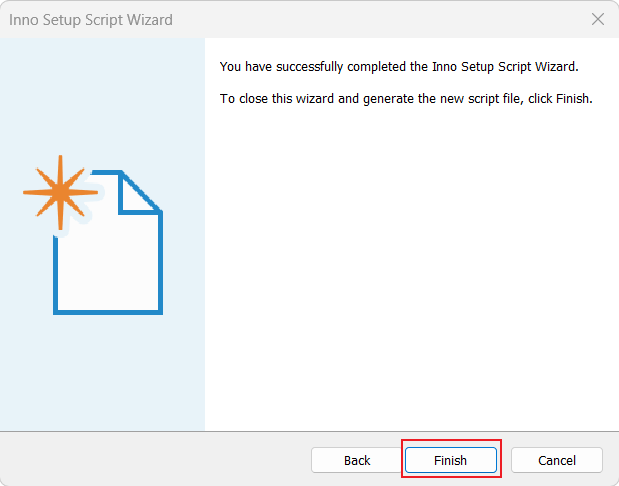 Inno Setup Script Wizard
You have successfully completed the Inno Setup Script Wizard.
To close this wizard and generate the new script file, click Finish.
Back Finish Cancel